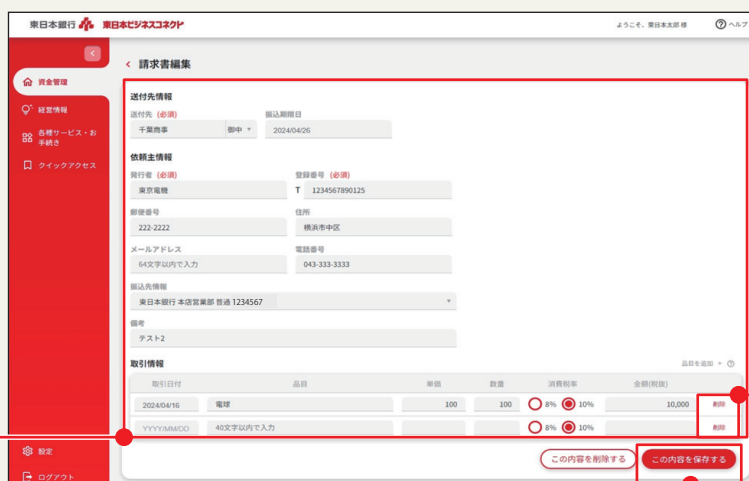 東日本銀行 東日本ビジネスコネクト ようこそ、東日本太郎 様 ? ヘルプ
<
< 請求書編集
資金管理
経営情報
各種サービス・お
手続き
クイックアクセス
送付先情報
送付先 (必須) 振込期限日
千葉商事 御中 2024/04/26
依頼主情報
発行者 (必須) 登録番号 (必須)
東京電機 T 1234567890125
郵便番号 住所
222-2222 横浜市中区
メールアドレス 電話番号
64文字以内で入力 043-333-3333
振込先情報
東日本銀行 本店営業部 普通 1234567
備考
テスト2
取引情報 品目を追加 + ?
取引日付 品目 単価 数量 消費税率 金額(税抜)
2024/04/16 電球 100 100 8% 10% 10,000 削除
YYYY/MM/DD 40文字以内で入力 8% 10% 削除
設定
ログアウト
この内容を削除する この内容を保存する